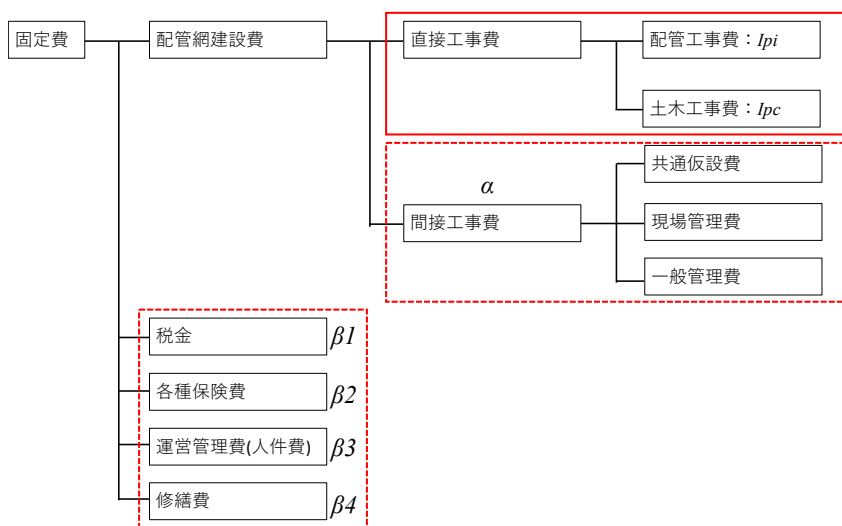 固定費
配管網建設費
直接工事費
配管工事費：Ipi
土木工事費：Ipc
α
間接工事費
共通仮設費
現場管理費
一般管理費
税金
β1
各種保険費
β2
運営管理費(人件費)
β3
修繕費
β4